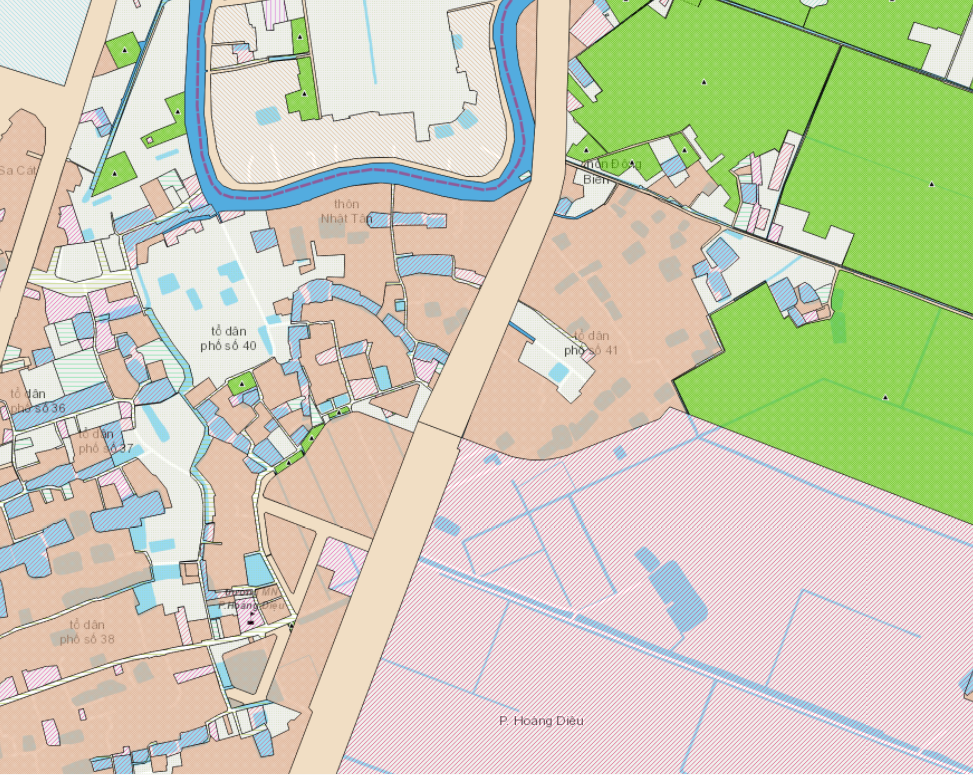 Sa Cát
thôn Đông
Biên
thôn
Nhật Tân
tổ dân
phố số 40
tổ dân
phố số 41
tổ dân
phố số 36
tổ dân
phố số 37
Trường MN
P.Hoàng Diệu
tổ dân
phố số 38
P. Hoàng Diệu